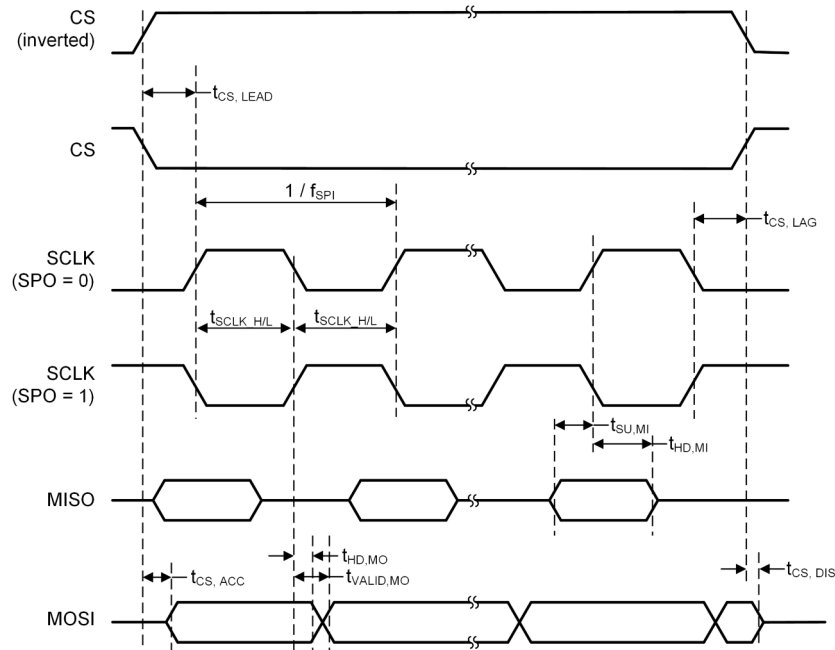 CS
(inverted)
tCS, LEAD
CS
1 / fSPI
tCS, LAG
SCLK
(SPO = 0)
tSCLK_H/L
tSCLK_H/L
SCLK
(SPO = 1)
tSU,MI
tHD,MI
MISO
tHD,MO
tVALID,MO
tCS, ACC
tCS, DIS
MOSI